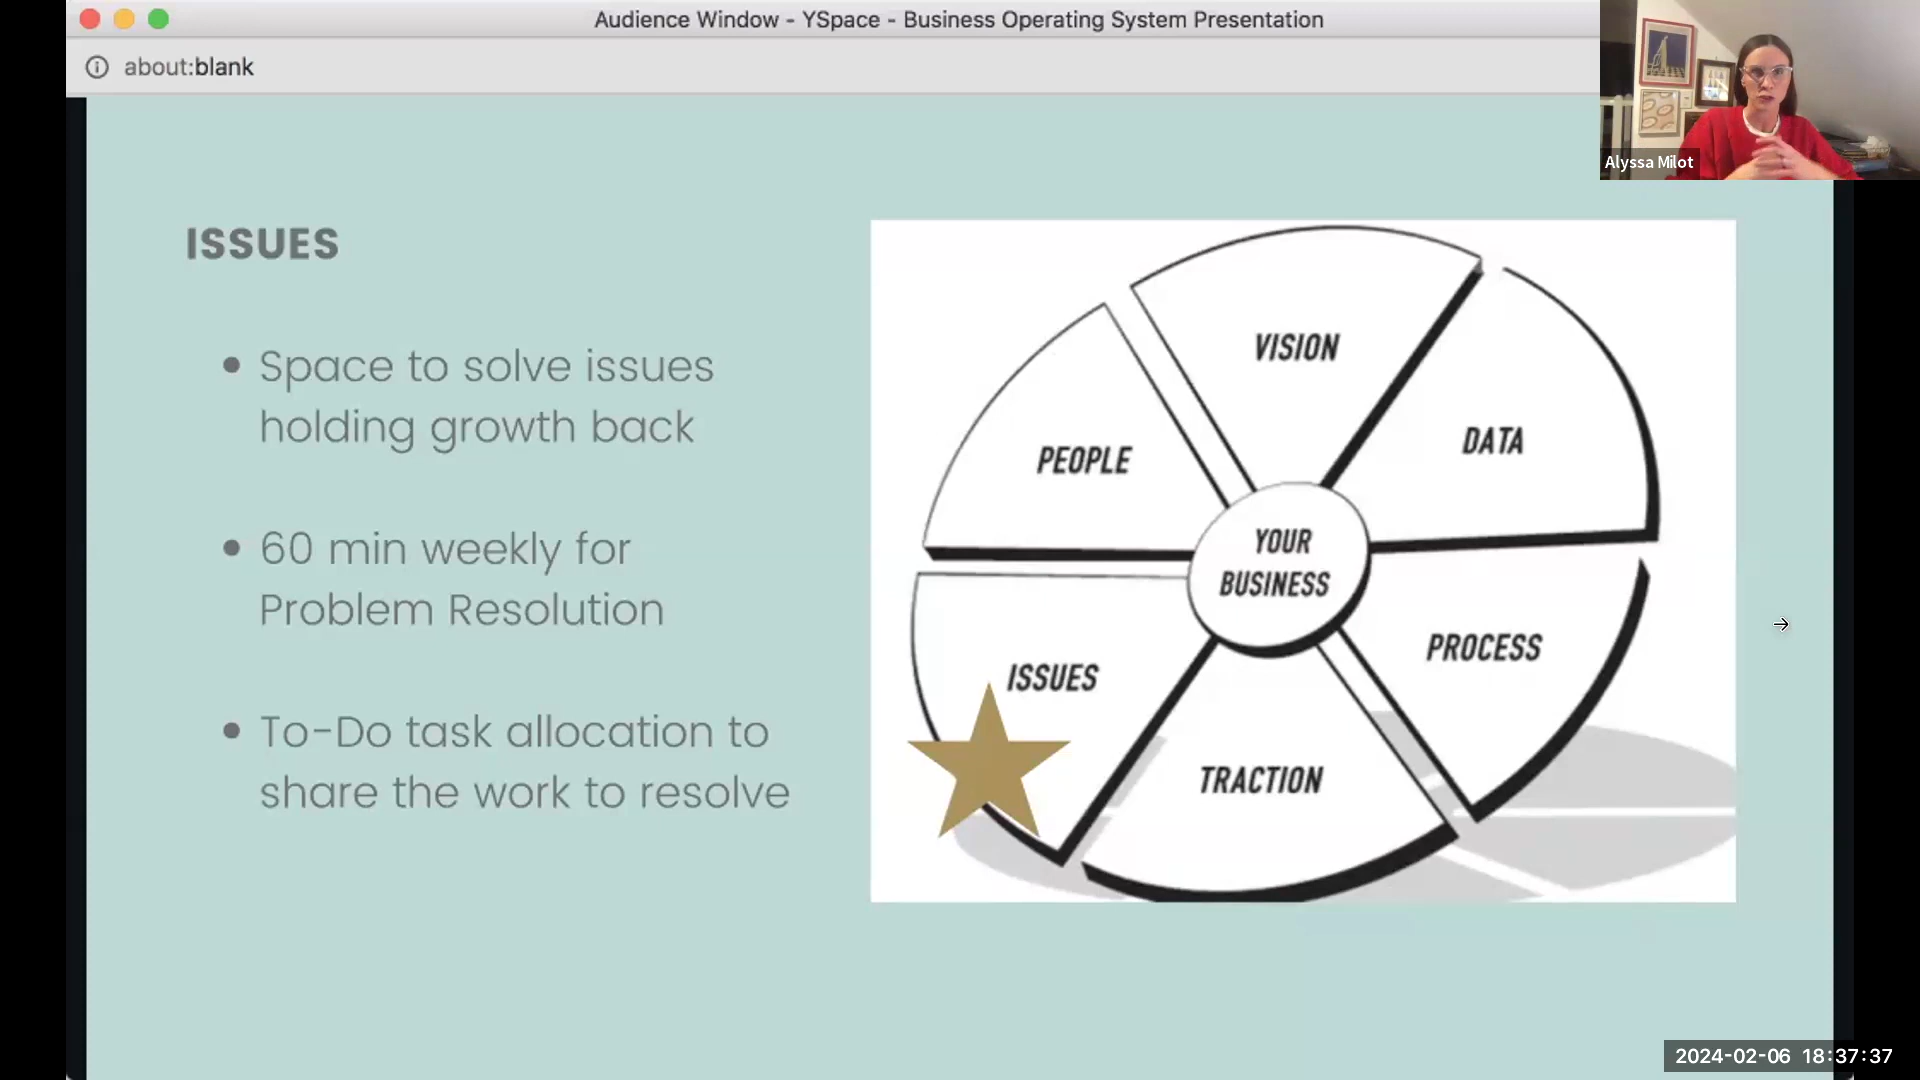 Audience Window - YSpace - Business Operating System Presentation
about:blank
Alyssa Milot
ISSUES
Space to solve issues
holding growth back
60 min weekly for
Problem Resolution
To-Do task allocation to
share the work to resolve
VISION
DATA
PEOPLE
YOUR
BUSINESS
PROCESS
ISSUES
TRACTION
2024-02-06 18:37:37